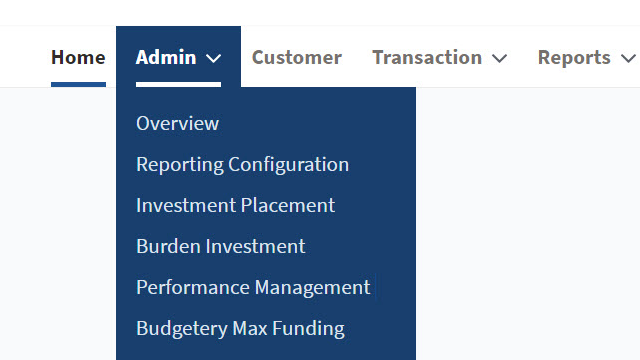 Home Admin Customer Transaction Reports
Overview
Reporting Configuration
Investment Placement
Burden Investment
Performance Management
Budgetery Max Funding